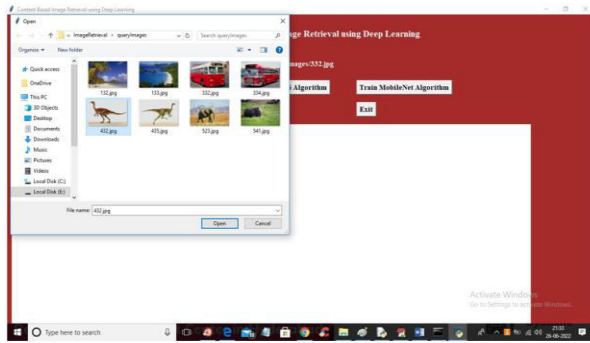 Content Based Image Retrieval using Deep Learning
Open
ImageRetrieval > queryImages
Search queryImages
Organize
New folder
age Retrieval using Deep Learning
mages/332.jpg
Algorithm
Train MobileNet Algorithm
Exit
Quick access
OneDrive
This PC
3D Objects
Desktop
Documents
Downloads
Music
Pictures
Videos
Local Disk (C:)
Local Disk (E:)
132.jpg
133.jpg
332.jpg
334.jpg
432.jpg
435.jpg
523.jpg
541.jpg
File name:
432.jpg
Open
Cancel
Activate Windows
Go to Settings to activate Windows.
Type here to search
21:33
26-06-2022